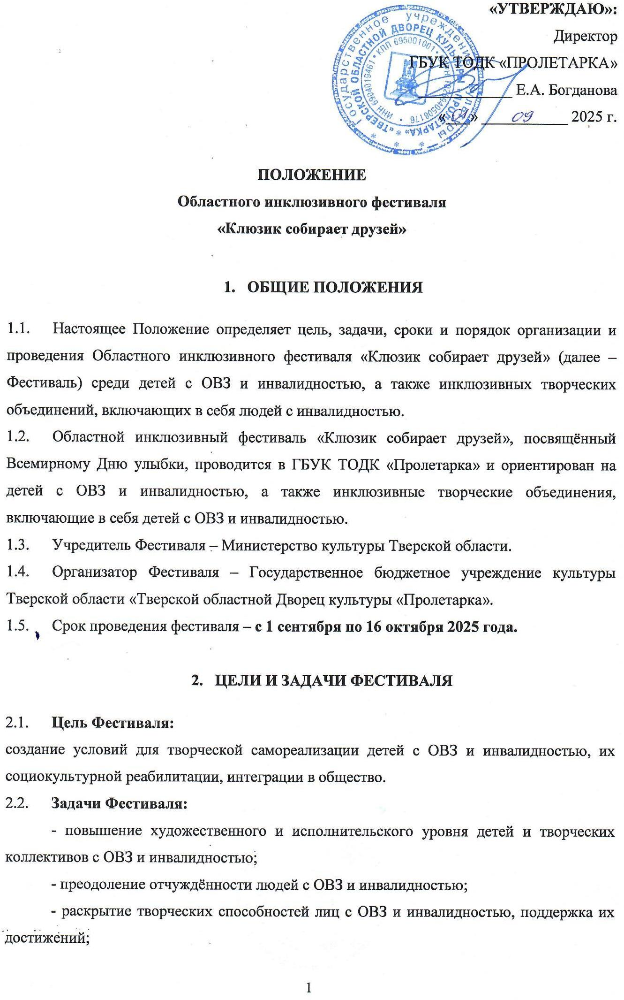 «УТВЕРЖДАЮ»:
Директор
ГБУК ТОДК «ПРОЛЕТАРКА»
Е.А. Богданова
«01» 09 2025 г.
Государственное учреждение культуры
«ТВЕРСКОЙ ОБЛАСТНОЙ ДВОРЕЦ КУЛЬТУРЫ «ПРОЛЕТАРКА»
ИНН 6904019461 • КПП 695001001 • ОГРН 1026940508176
ПОЛОЖЕНИЕ
Областного инклюзивного фестиваля
«Клюзик собирает друзей»
1. ОБЩИЕ ПОЛОЖЕНИЯ
1.1. Настоящее Положение определяет цель, задачи, сроки и порядок организации и
проведения Областного инклюзивного фестиваля «Клюзик собирает друзей» (далее –
Фестиваль) среди детей с ОВЗ и инвалидностью, а также инклюзивных творческих
объединений, включающих в себя людей с инвалидностью.
1.2. Областной инклюзивный фестиваль «Клюзик собирает друзей», посвящённый
Всемирному Дню улыбки, проводится в ГБУК ТОДК «Пролетарка» и ориентирован на
детей с ОВЗ и инвалидностью, а также инклюзивные творческие объединения,
включающие в себя детей с ОВЗ и инвалидностью.
1.3. Учредитель Фестиваля – Министерство культуры Тверской области.
1.4. Организатор Фестиваля – Государственное бюджетное учреждение культуры
Тверской области «Тверской областной Дворец культуры «Пролетарка».
1.5. Срок проведения фестиваля – с 1 сентября по 16 октября 2025 года.
2. ЦЕЛИ И ЗАДАЧИ ФЕСТИВАЛЯ
2.1. Цель Фестиваля:
создание условий для творческой самореализации детей с ОВЗ и инвалидностью, их
социокультурной реабилитации, интеграции в общество.
2.2. Задачи Фестиваля:
- повышение художественного и исполнительского уровня детей и творческих
коллективов с ОВЗ и инвалидностью;
- преодоление отчуждённости людей с ОВЗ и инвалидностью;
- раскрытие творческих способностей лиц с ОВЗ и инвалидностью, поддержка их
достижений;
1